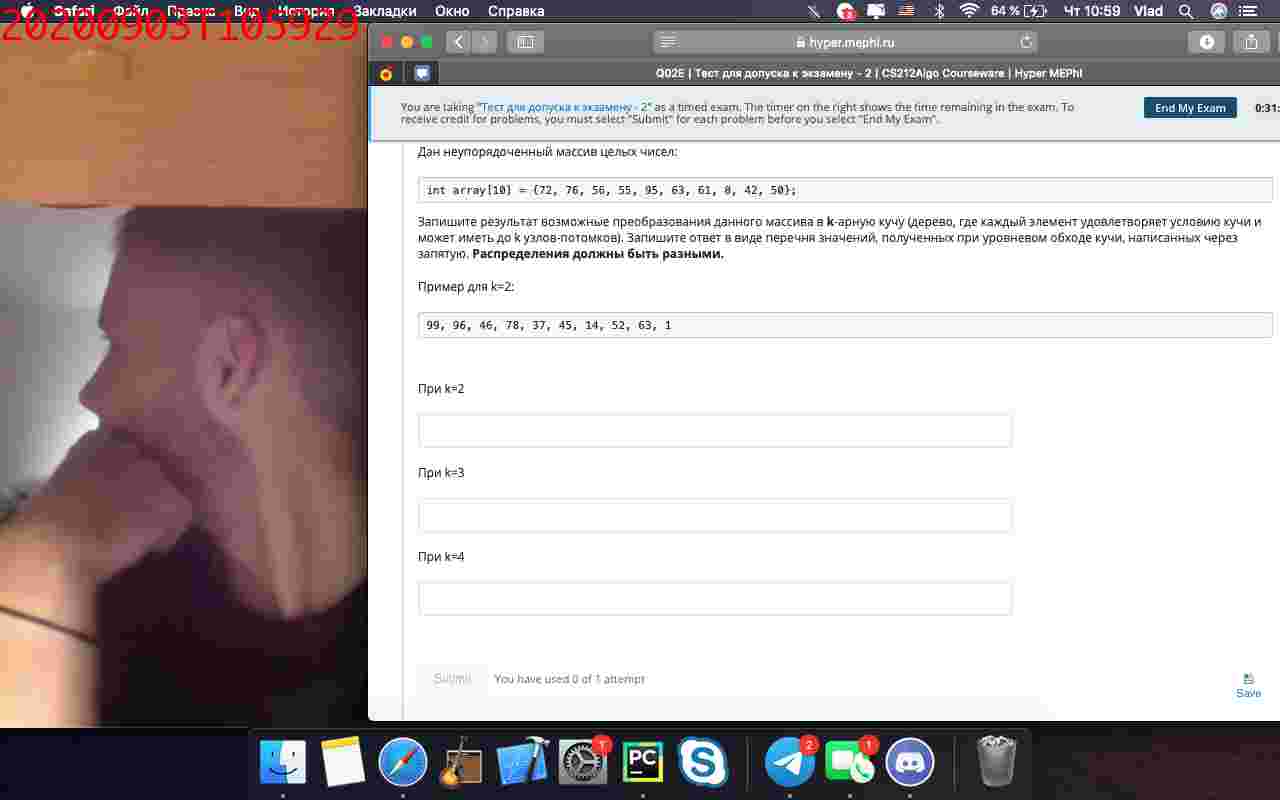 Safari Файл Правка Вид История Закладки Окно Справка 64 % Чт 10:59 Vlad
20200903T105929
hyper.mephi.ru
Q02E | Тест для допуска к экзамену - 2 | CS212Algo Courseware | Hyper MEPhI
You are taking "Тест для допуска к экзамену - 2" as a timed exam. The timer on the right shows the time remaining in the exam. To
receive credit for problems, you must select "Submit" for each problem before you select "End My Exam".
End My Exam
0:31:
Дан неупорядоченный массив целых чисел:
int array[10] = {72, 76, 56, 55, 95, 63, 61, 8, 42, 50};
Запишите результат возможные преобразования данного массива в k-арную кучу (дерево, где каждый элемент удовлетворяет условию кучи и
может иметь до k узлов-потомков). Запишите ответ в виде перечня значений, полученных при уровневом обходе кучи, написанных через
запятую. Распределения должны быть разными.
Пример для k=2:
99, 96, 46, 78, 37, 45, 14, 52, 63, 1
При k=2
При k=3
При k=4
Submit
You have used 0 of 1 attempt
Save
PC
2
1